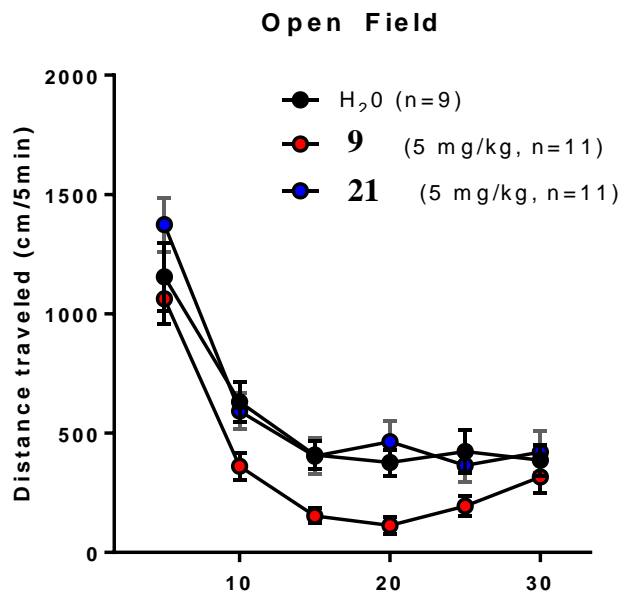 Open Field
2000
1500
1000
500
0
Distance traveled (cm/5min)
H₂0 (n=9)
9 (5 mg/kg, n=11)
21 (5 mg/kg, n=11)
10 20 30